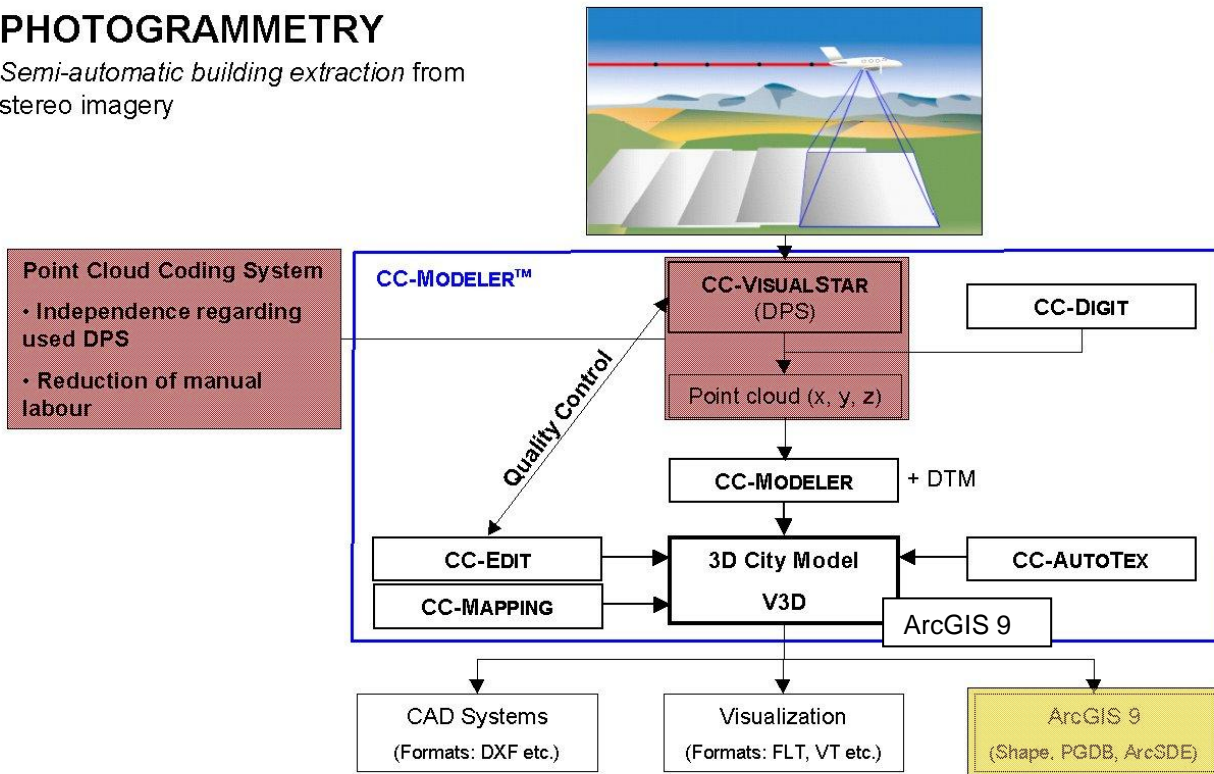 PHOTOGRAMMETRY
Semi-automatic building extraction from
stereo imagery
Point Cloud Coding System
• Independence regarding
used DPS
• Reduction of manual
labour
CC-MODELER™
CC-VISUALSTAR
(DPS)
CC-DIGIT
Point cloud (x, y, z)
Quality Control
CC-MODELER
+ DTM
CC-EDIT
3D City Model
V3D
CC-AUTOTEX
CC-MAPPING
ArcGIS 9
CAD Systems
(Formats: DXF etc.)
Visualization
(Formats: FLT, VT etc.)
ArcGIS 9
(Shape, PGDB, ArcSDE)